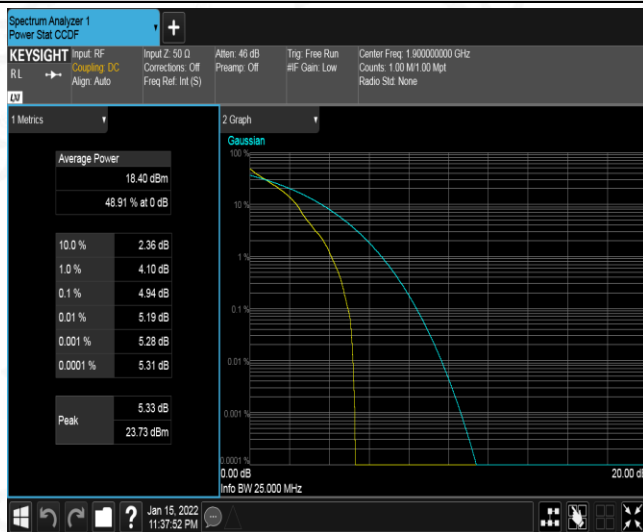 Spectrum Analyzer 1
Power Stat CCDF
+
KEYSIGHT
RL
LXI
Input: RF
Coupling: DC
Align: Auto
Input Z: 50 Ω
Corrections: Off
Freq Ref: Int (S)
Atten: 46 dB
Preamp: Off
Trig: Free Run
#IF Gain: Low
Center Freq: 1.900000000 GHz
Counts: 1.00 M/1.00 Mpt
Radio Std: None
1 Metrics
Average Power
18.40 dBm
48.91 % at 0 dB
10.0 % 2.36 dB
1.0 % 4.10 dB
0.1 % 4.94 dB
0.01 % 5.19 dB
0.001 % 5.28 dB
0.0001 % 5.31 dB
Peak
5.33 dB
23.73 dBm
2 Graph
Gaussian
100 %
10 %
1 %
0.1 %
0.01 %
0.001 %
0.0001 %
0.00 dB
20.00 dB
Info BW 25.000 MHz
?
Jan 15, 2022
11:37:52 PM